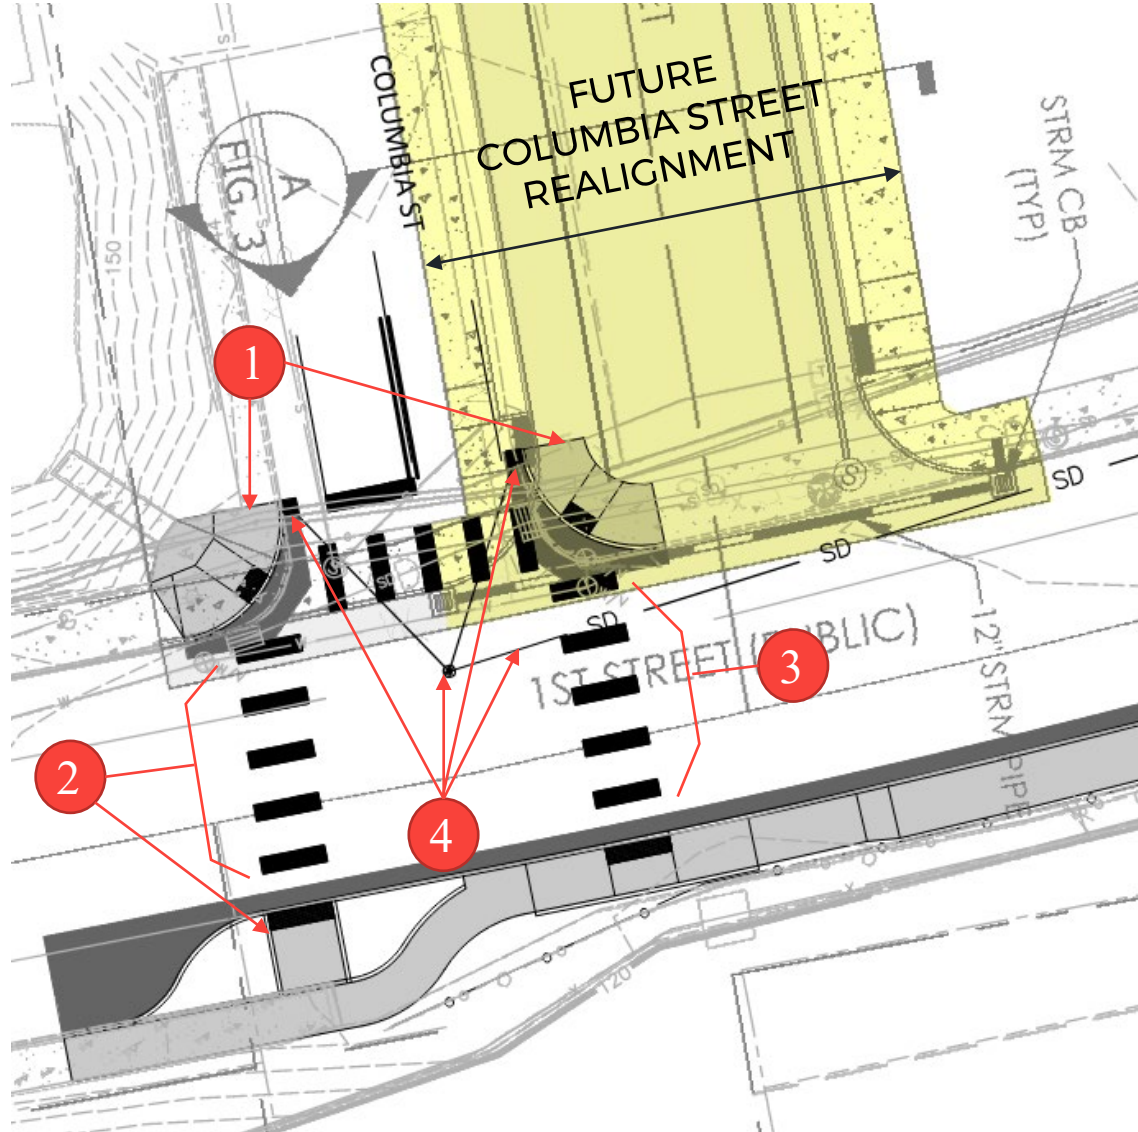 FUTURE
COLUMBIA STREET
REALIGNMENT
COLUMBIA ST
STRM CB
(TYP)
A
FIG. 3
150
1
S
SD
SD
SD
SD
1ST STREET (PUBLIC)
12" STRM PIPE
2
3
4
120